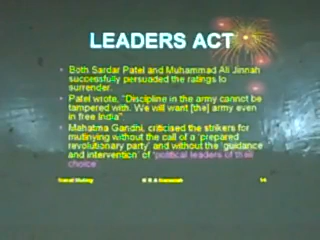 LEADERS ACT
Both Sardar Patel and Muhammad Ali Jinnah
successfully persuaded the ratings to
surrender.
Patel wrote, "Discipline in the army cannot be
tampered with. We will want [the] army even
in free India"
Mahatma Gandhi, criticised the strikers for
mutinying without the call of a 'prepared
revolutionary party' and without the 'guidance
and intervention' of 'political leaders of their
choice'
Naval Mutiny
14